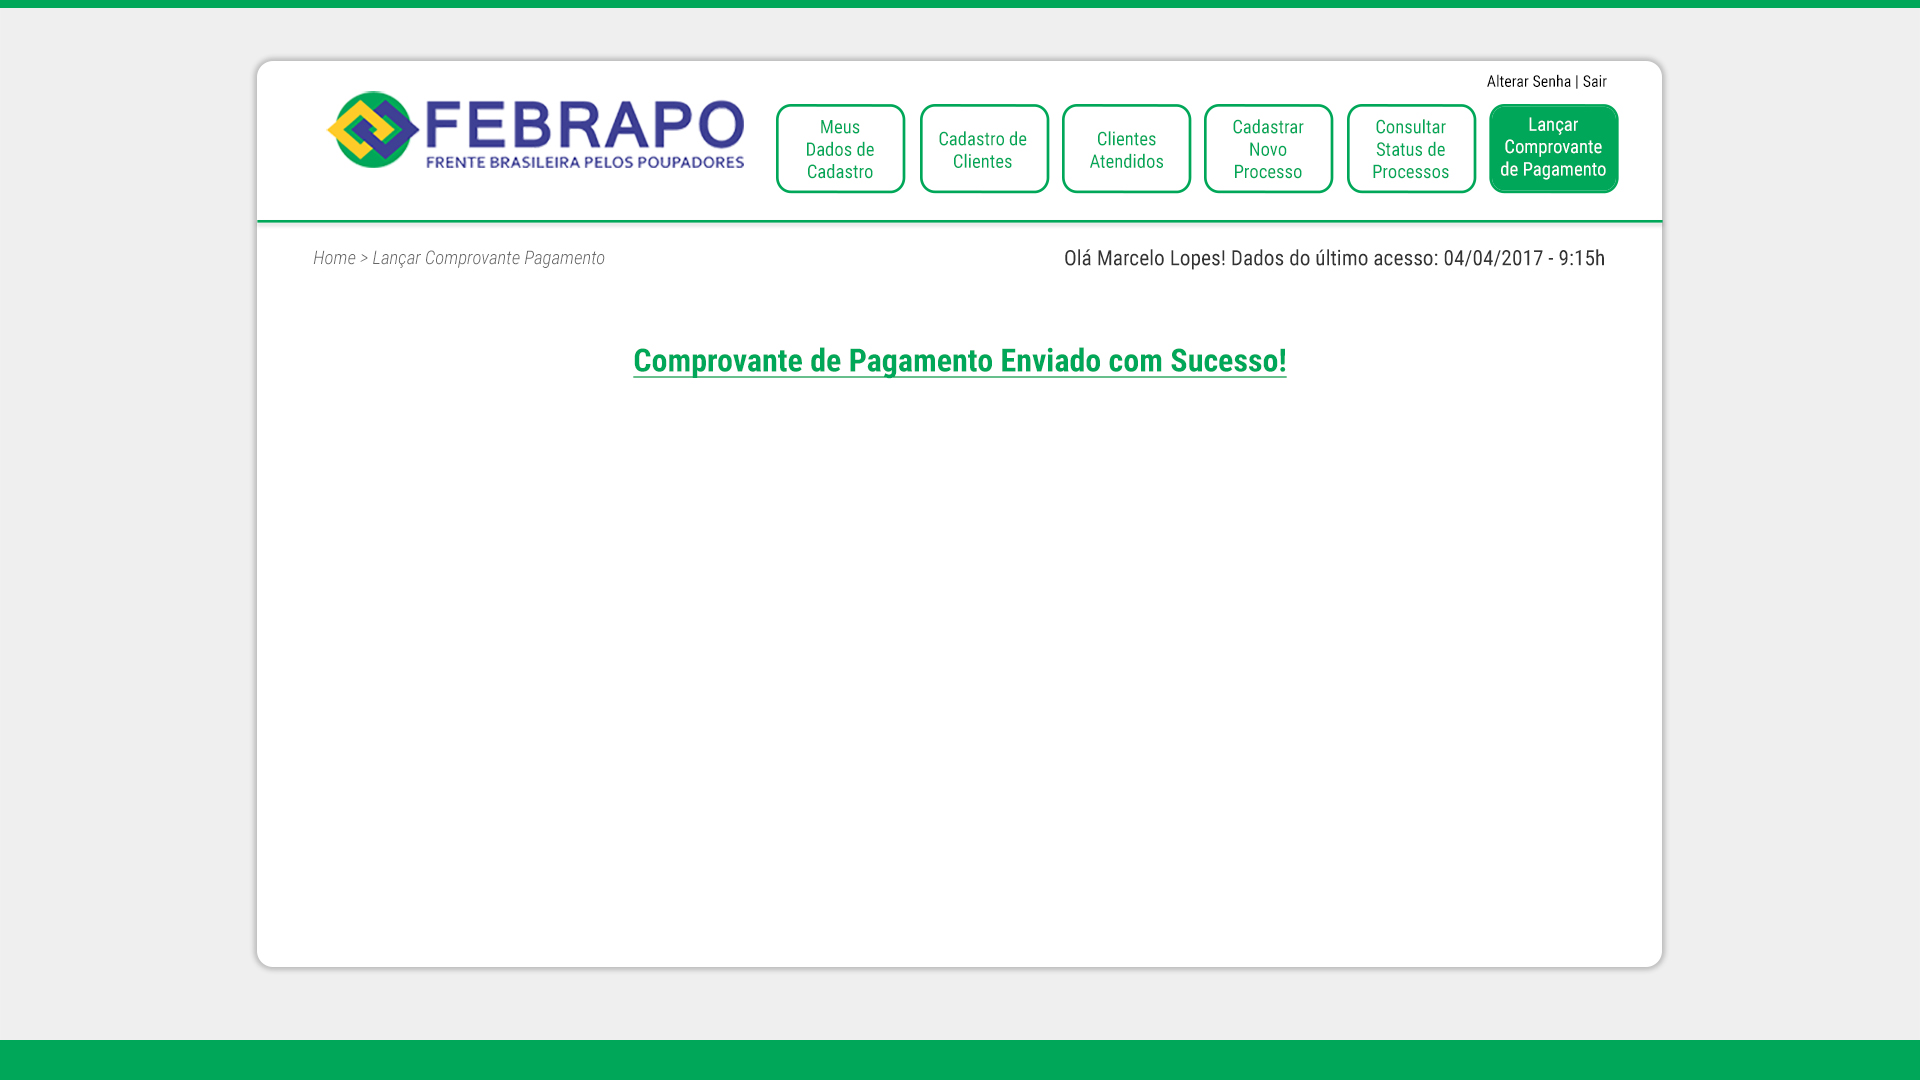 Alterar Senha | Sair
FEBRAPO
FRENTE BRASILEIRA PELOS POUPADORES
Meus
Dados de
Cadastro
Cadastro de
Clientes
Clientes
Atendidos
Cadastrar
Novo
Processo
Consultar
Status de
Processos
Lançar
Comprovante
de Pagamento
Home > Lançar Comprovante Pagamento
Olá Marcelo Lopes! Dados do último acesso: 04/04/2017 - 9:15h
Comprovante de Pagamento Enviado com Sucesso!